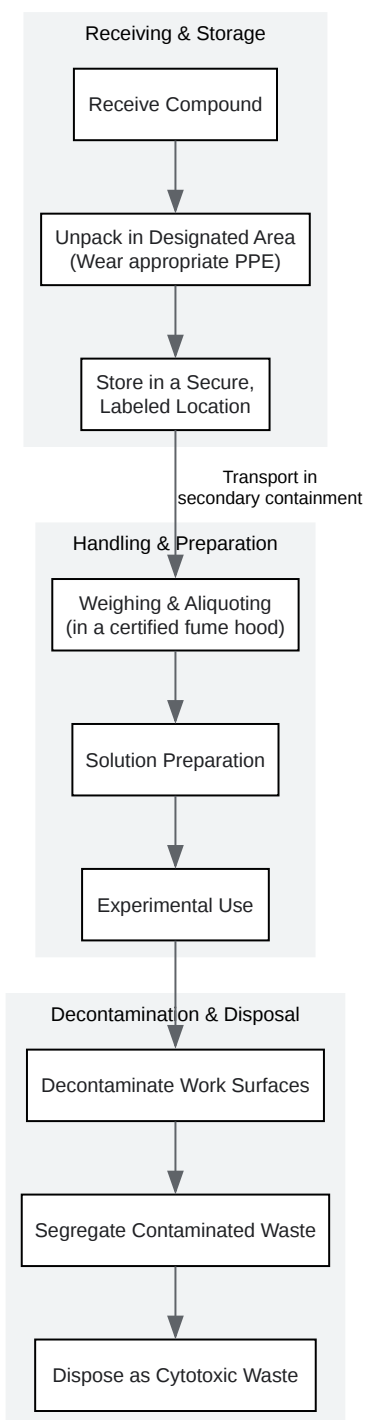 Receiving & Storage
Receive Compound
Unpack in Designated Area
(Wear appropriate PPE)
Store in a Secure,
Labeled Location
Transport in
secondary containment
Handling & Preparation
Weighing & Aliquoting
(in a certified fume hood)
Solution Preparation
Experimental Use
Decontamination & Disposal
Decontaminate Work Surfaces
Segregate Contaminated Waste
Dispose as Cytotoxic Waste